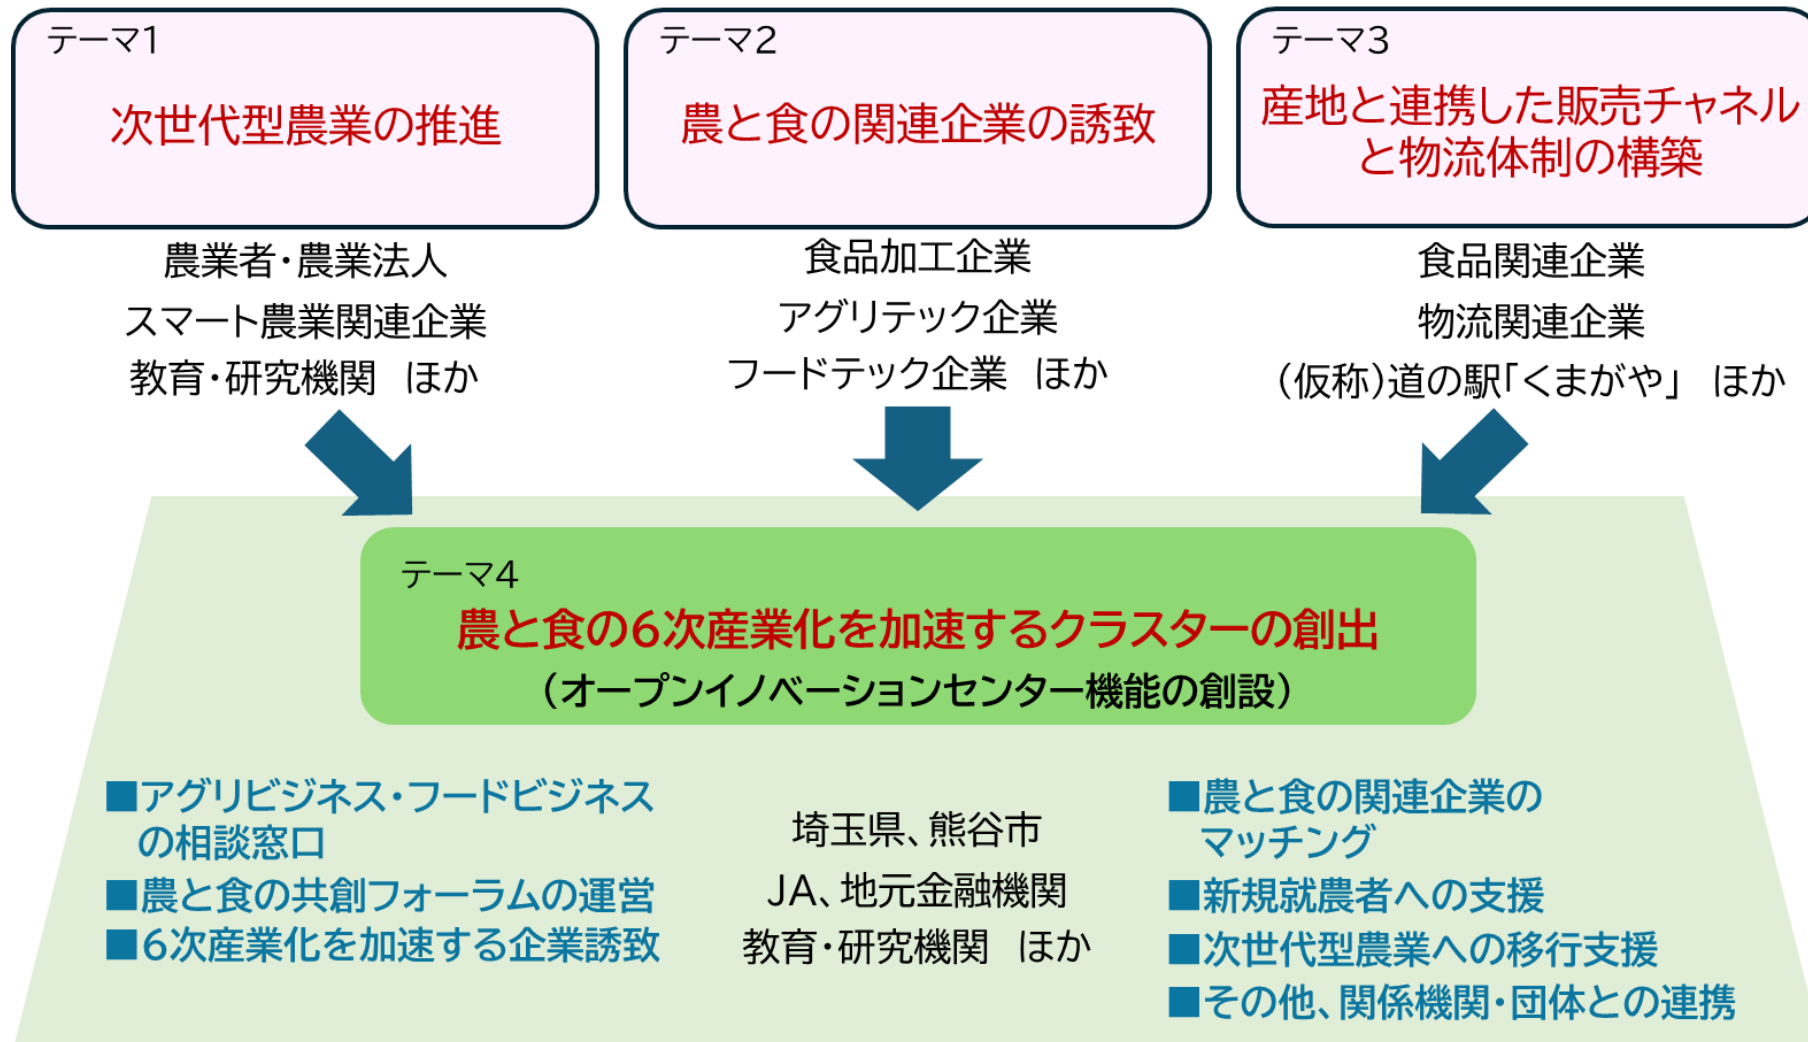 テーマ1
次世代型農業の推進
農業者・農業法人
スマート農業関連企業
教育・研究機関　ほか
テーマ2
農と食の関連企業の誘致
食品加工企業
アグリテック企業
フードテック企業　ほか
テーマ3
産地と連携した販売チャネル
と物流体制の構築
食品関連企業
物流関連企業
（仮称）道の駅「くまがや」　ほか
テーマ4
農と食の6次産業化を加速するクラスターの創出
（オープンイノベーションセンター機能の創設）
■アグリビジネス・フードビジネス
の相談窓口
■農と食の共創フォーラムの運営
■6次産業化を加速する企業誘致
埼玉県、熊谷市
JA、地元金融機関
教育・研究機関　ほか
■農と食の関連企業の
マッチング
■新規就農者への支援
■次世代型農業への移行支援
■その他、関係機関・団体との連携